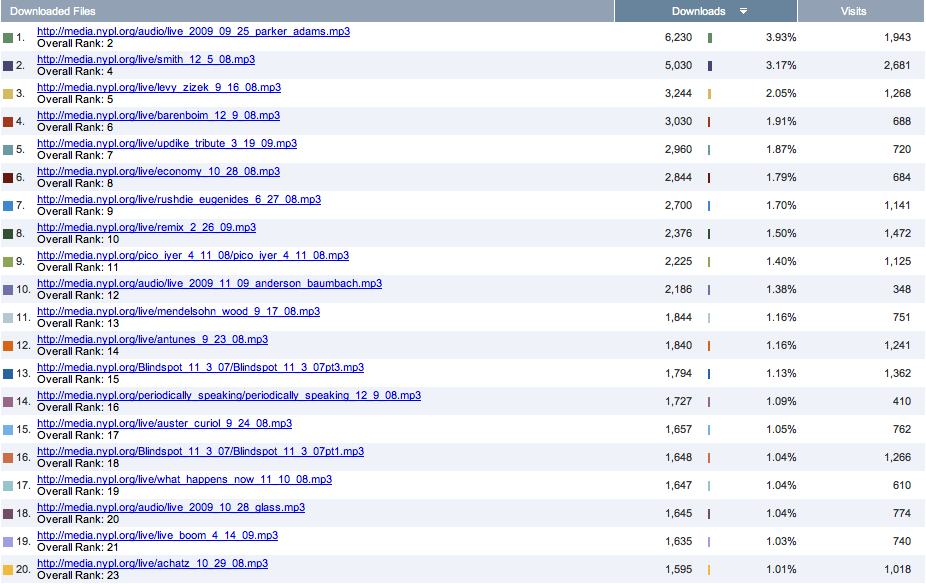 Downloaded Files Downloads Visits
1. http://media.nypl.org/audio/live_2009_09_25_parker_adams.mp3 6,230 3.93% 1,943
Overall Rank: 2
2. http://media.nypl.org/live/smith_12_5_08.mp3 5,030 3.17% 2,681
Overall Rank: 4
3. http://media.nypl.org/live/levy_zizek_9_16_08.mp3 3,244 2.05% 1,268
Overall Rank: 5
4. http://media.nypl.org/live/barenboim_12_9_08.mp3 3,030 1.91% 688
Overall Rank: 6
5. http://media.nypl.org/live/updike_tribute_3_19_09.mp3 2,960 1.87% 720
Overall Rank: 7
6. http://media.nypl.org/live/economy_10_28_08.mp3 2,844 1.79% 684
Overall Rank: 8
7. http://media.nypl.org/live/rushdie_eugenides_6_27_08.mp3 2,700 1.70% 1,141
Overall Rank: 9
8. http://media.nypl.org/live/remix_2_26_09.mp3 2,376 1.50% 1,472
Overall Rank: 10
9. http://media.nypl.org/pico_iyer_4_11_08/pico_iyer_4_11_08.mp3 2,225 1.40% 1,125
Overall Rank: 11
10. http://media.nypl.org/audio/live_2009_11_09_anderson_baumbach.mp3 2,186 1.38% 348
Overall Rank: 12
11. http://media.nypl.org/live/mendelsohn_wood_9_17_08.mp3 1,844 1.16% 751
Overall Rank: 13
12. http://media.nypl.org/live/antunes_9_23_08.mp3 1,840 1.16% 1,241
Overall Rank: 14
13. http://media.nypl.org/Blindspot_11_3_07/Blindspot_11_3_07pt3.mp3 1,794 1.13% 1,362
Overall Rank: 15
14. http://media.nypl.org/periodically_speaking/periodically_speaking_12_9_08.mp3 1,727 1.09% 410
Overall Rank: 16
15. http://media.nypl.org/live/auster_curiol_9_24_08.mp3 1,657 1.05% 762
Overall Rank: 17
16. http://media.nypl.org/Blindspot_11_3_07/Blindspot_11_3_07pt1.mp3 1,648 1.04% 1,266
Overall Rank: 18
17. http://media.nypl.org/live/what_happens_now_11_10_08.mp3 1,647 1.04% 610
Overall Rank: 19
18. http://media.nypl.org/audio/live_2009_10_28_glass.mp3 1,645 1.04% 774
Overall Rank: 20
19. http://media.nypl.org/live/live_boom_4_14_09.mp3 1,635 1.03% 740
Overall Rank: 21
20. http://media.nypl.org/live/achatz_10_29_08.mp3 1,595 1.01% 1,018
Overall Rank: 23